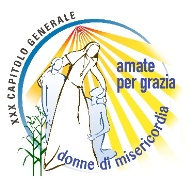 XXX CAPITOLO GENERALE
amate
per grazia
donne di misericordia